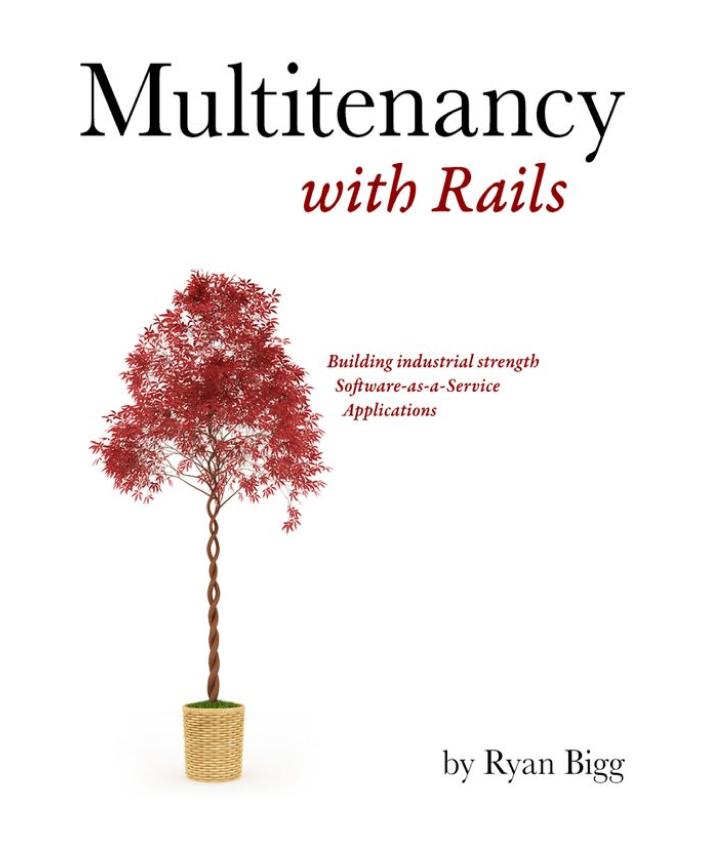 Multitenancy
with Rails
Building industrial strength
Software-as-a-Service
Applications
by Ryan Bigg